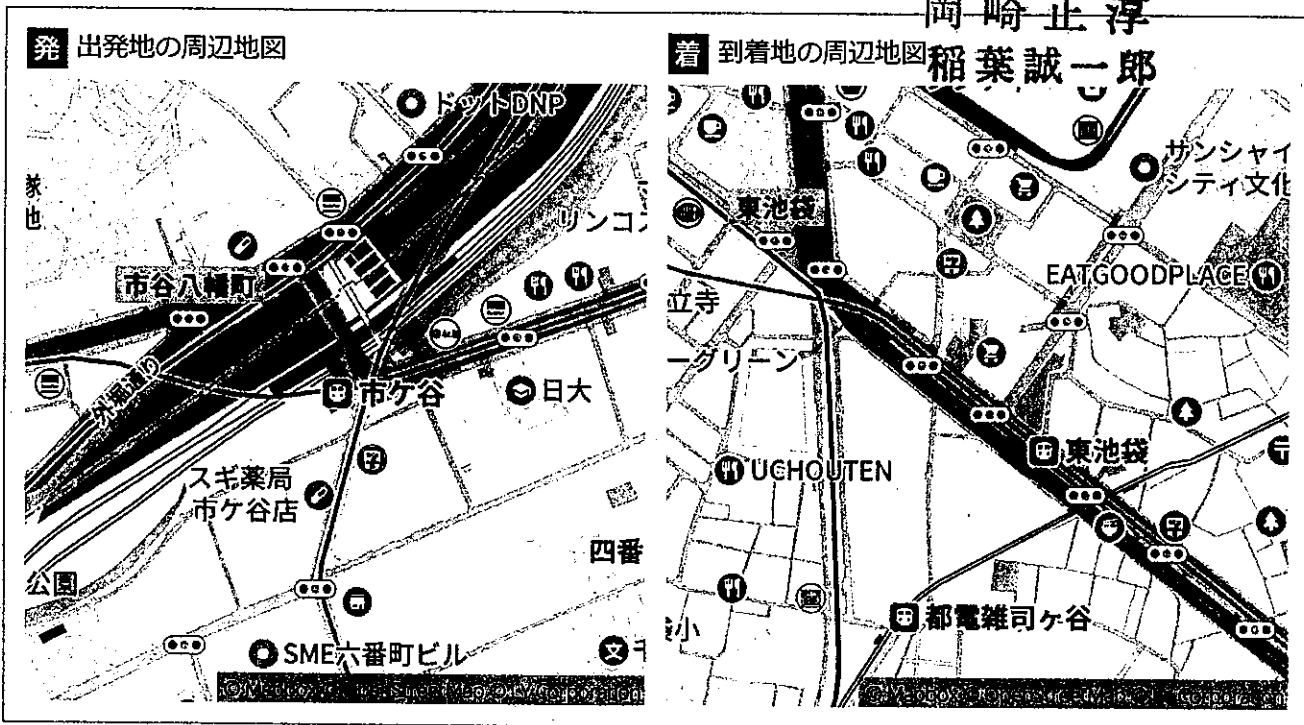 岡崎正淳
稲葉誠一郎
発 出発地の周辺地図
ドットDNP
リンコス
市谷八幡町
外堀通り
市ケ谷
日大
スギ薬局
市ケ谷店
四番
公園
SME六番町ビル
着 到着地の周辺地図
サンシャイ
シティ文化
東池袋
EATGOODPLACE
立寺
ーグリーン
東池袋
UCHOUTEN
都電雑司ヶ谷
小